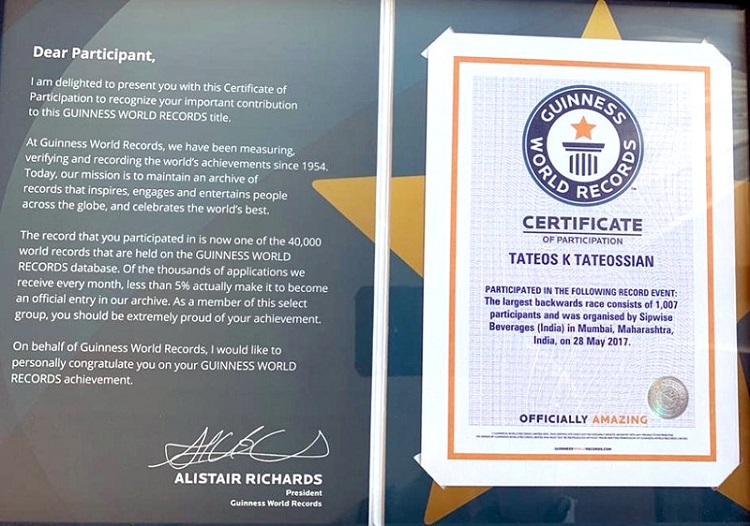 Dear Participant,
I am delighted to present you with this Certificate of
Participation to recognize your important contribution
to this GUINNESS WORLD RECORDS title.
At Guinness World Records, we have been measuring,
verifying and recording the world's achievements since 1954.
Today, our mission is to maintain an archive of
records that inspires, engages and entertains people
across the globe, and celebrates the world's best.
The record that you participated in is now one of the 40,000
world records that are held on the GUINNESS WORLD
RECORDS database. Of the thousands of applications we
receive every month, less than 5% actually make it to become
an official entry in our archive. As a member of this select
group, you should be extremely proud of your achievement.
On behalf of Guinness World Records, I would like to
personally congratulate you on your GUINNESS WORLD
RECORDS achievement.
ALISTAIR RICHARDS
President
Guinness World Records
GUINNESS
WORLD RECORDS
CERTIFICATE
OF PARTICIPATION
TATEOS K TATEOSSIAN
PARTICIPATED IN THE FOLLOWING RECORD EVENT:
The largest backwards race consists of 1,007
participants and was organised by Sipwise
Beverages (India) in Mumbai, Maharashtra,
India, on 28 May 2017.
OFFICIALLY AMAZING
GUINNESSWORLDRECORDS.COM